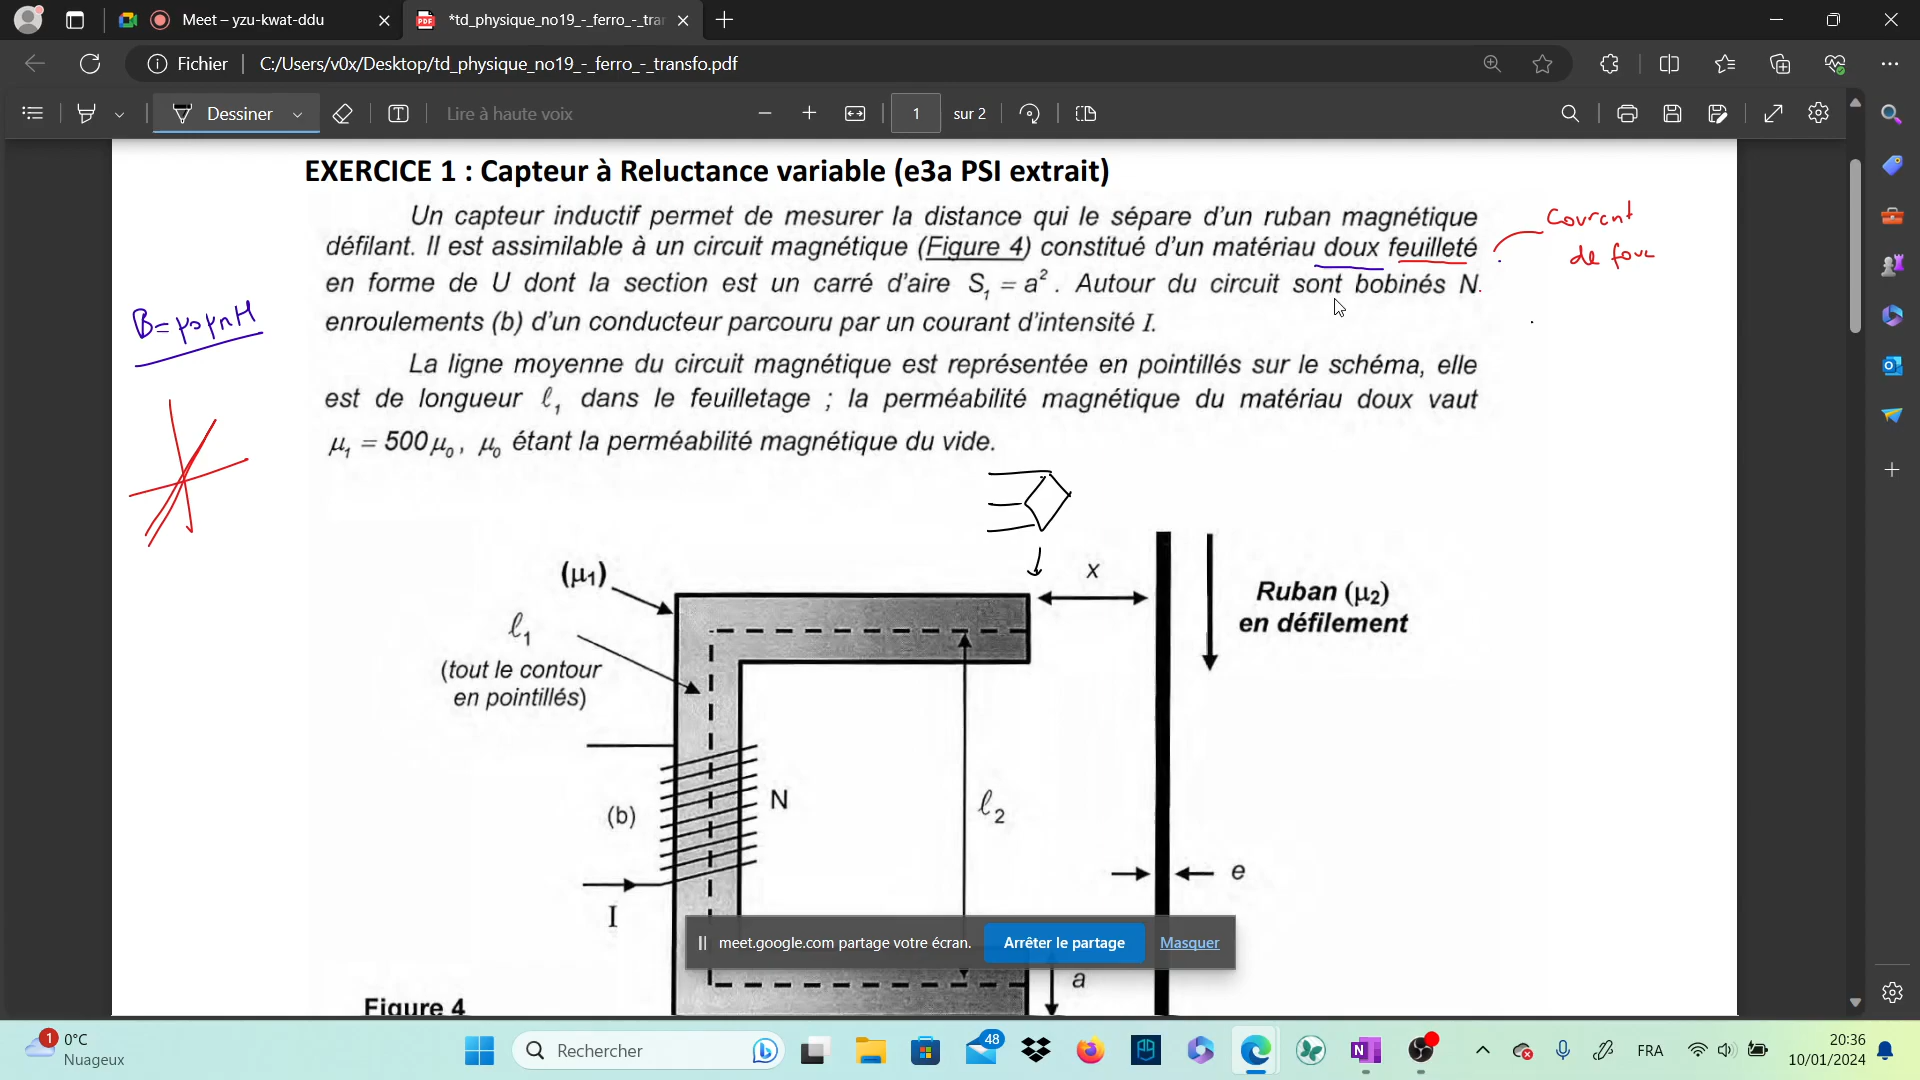 Meet – yzu-kwat-ddu
*td_physique_no19_-_ferro_-_tra
Fichier
C:/Users/v0x/Desktop/td_physique_no19_-_ferro_-_transfo.pdf
Dessiner
Lire à haute voix
1
sur 2
EXERCICE 1 : Capteur à Reluctance variable (e3a PSI extrait)
Un capteur inductif permet de mesurer la distance qui le sépare d'un ruban magnétique
défilant. Il est assimilable à un circuit magnétique (Figure 4) constitué d'un matériau doux feuilleté
en forme de U dont la section est un carré d'aire S₁ = a². Autour du circuit sont bobinés N
enroulements (b) d'un conducteur parcouru par un courant d'intensité I.
Courant
de fouc
B=μ0μrH
La ligne moyenne du circuit magnétique est représentée en pointillés sur le schéma, elle
est de longueur ℓ₁ dans le feuilletage ; la perméabilité magnétique du matériau doux vaut
μ₁ = 500 μ₀, μ₀ étant la perméabilité magnétique du vide.
(μ₁)
x
Ruban (μ₂)
en défilement
ℓ₁
(tout le contour
en pointillés)
N
(b)
ℓ₂
e
I
a
Figure 4
meet.google.com partage votre écran.
Arrêter le partage
Masquer
1
0°C
Nuageux
Rechercher
48
FRA
20:36
10/01/2024